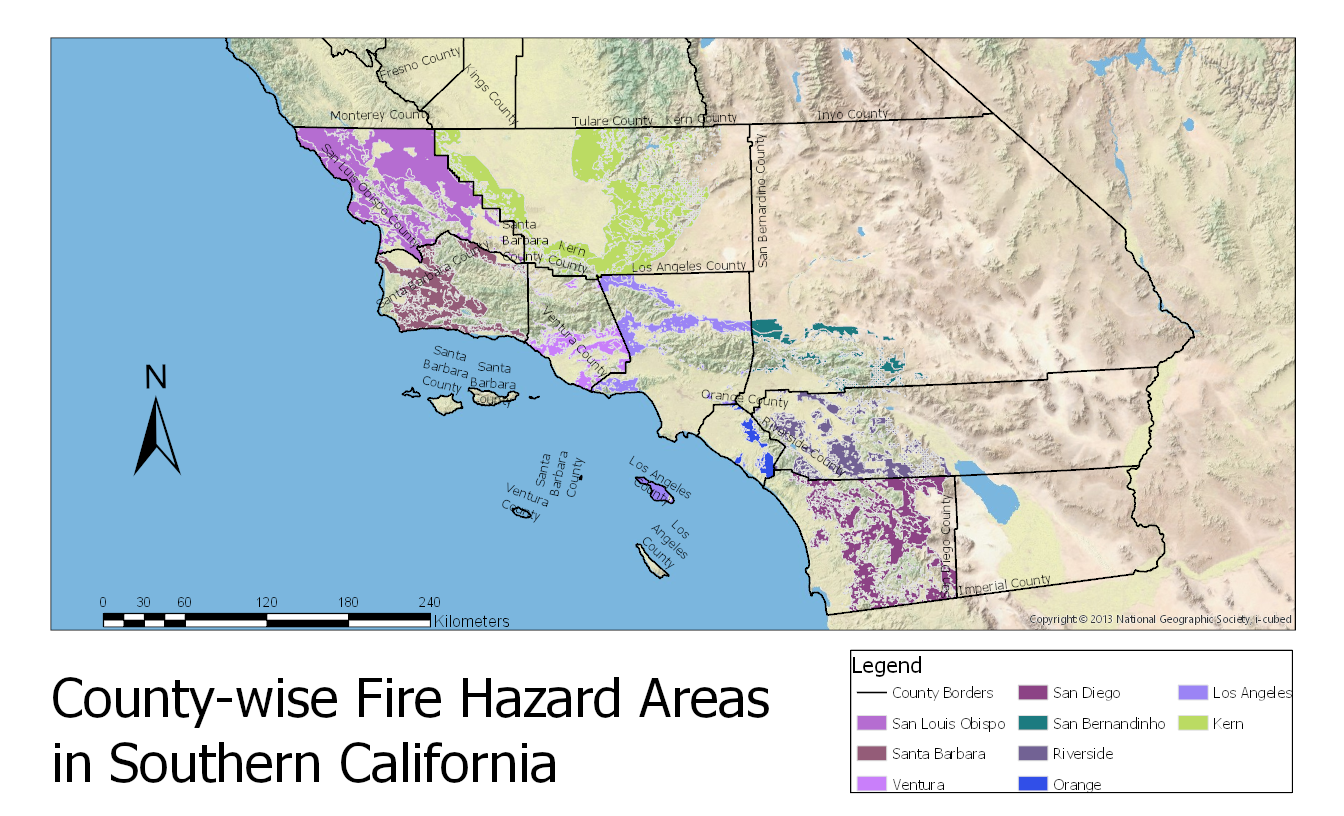 Fresno County
Kings County
Monterey County
Tulare County
Kern County
Inyo County
San Luis Obispo County
San Bernardino County
Santa
Barbara
County
Kern
County
County
Los Angeles County
Santa Barbara County
Ventura County
Santa
Barbara
County
Santa
Barbara
County
Orange County
Riverside County
Santa
Barbara
County
Ventura
County
Los Angeles
County
Los
Angeles
County
San Diego County
Imperial County
N
0 30 60 120 180 240
Kilometers
Copyright:© 2013 National Geographic Society, i-cubed
County-wise Fire Hazard Areas
in Southern California
Legend
County Borders
San Louis Obispo
Santa Barbara
Ventura
San Diego
San Bernandinho
Riverside
Orange
Los Angeles
Kern